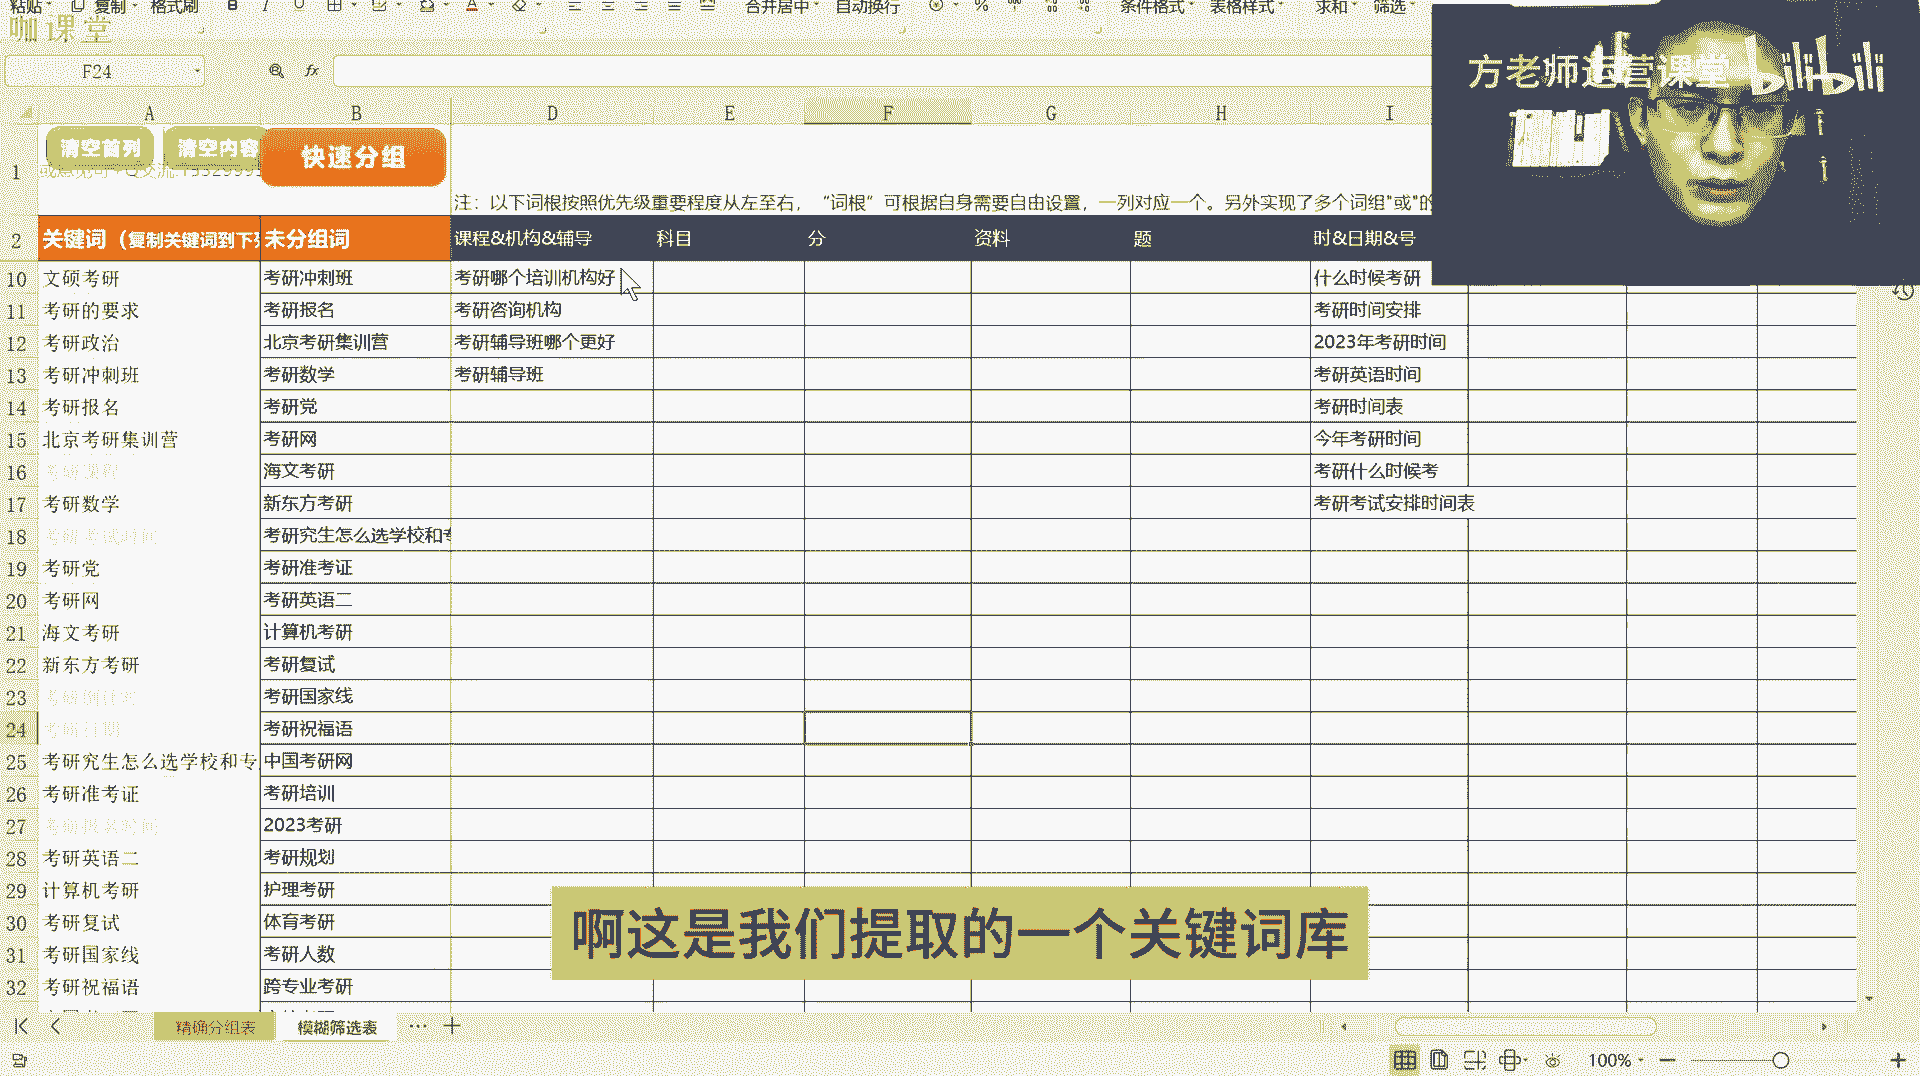 粘贴 复制 格式刷 B I U 合并居中 自动换行 % 条件格式 表格样式 求和 筛选
咖课堂
F24 fx
方老师运营课堂 bilibili
A B D E F G H I
清空首列 清空内容 快速分组
1
注：以下词根按照优先级重要程度从左至右，“词根”可根据自身需要自由设置，一列对应一个。另外实现了多个词组"或"的
2 关键词（复制关键词到下 未分组词 课程&机构&辅导 科目 分 资料 题 时&日期&号
10 文硕考研 考研冲刺班 考研哪个培训机构好 什么时候考研
11 考研的要求 考研报名 考研咨询机构 考研时间安排
12 考研政治 北京考研集训营 考研辅导班哪个更好 2023年考研时间
13 考研冲刺班 考研数学 考研辅导班 考研英语时间
14 考研报名 考研党 考研时间表
15 北京考研集训营 考研网 今年考研时间
16 考研课程 海文考研 考研什么时候考
17 考研数学 新东方考研 考研考试安排时间表
18 考研考试时间 考研究生怎么选学校和专
19 考研党 考研准考证
20 考研网 考研英语二
21 海文考研 计算机考研
22 新东方考研 考研复试
23 考研倒计时 考研国家线
24 考研日期 考研祝福语
25 考研究生怎么选学校和专 中国考研网
26 考研准考证 考研培训
27 考研报名时间 2023考研
28 考研英语二 考研规划
29 计算机考研 护理考研
30 考研复试 体育考研
31 考研国家线 考研人数
32 考研祝福语 跨专业考研
啊这是我们提取的一个关键词库
精确分组表 模糊筛选表 ··· +
100% − +